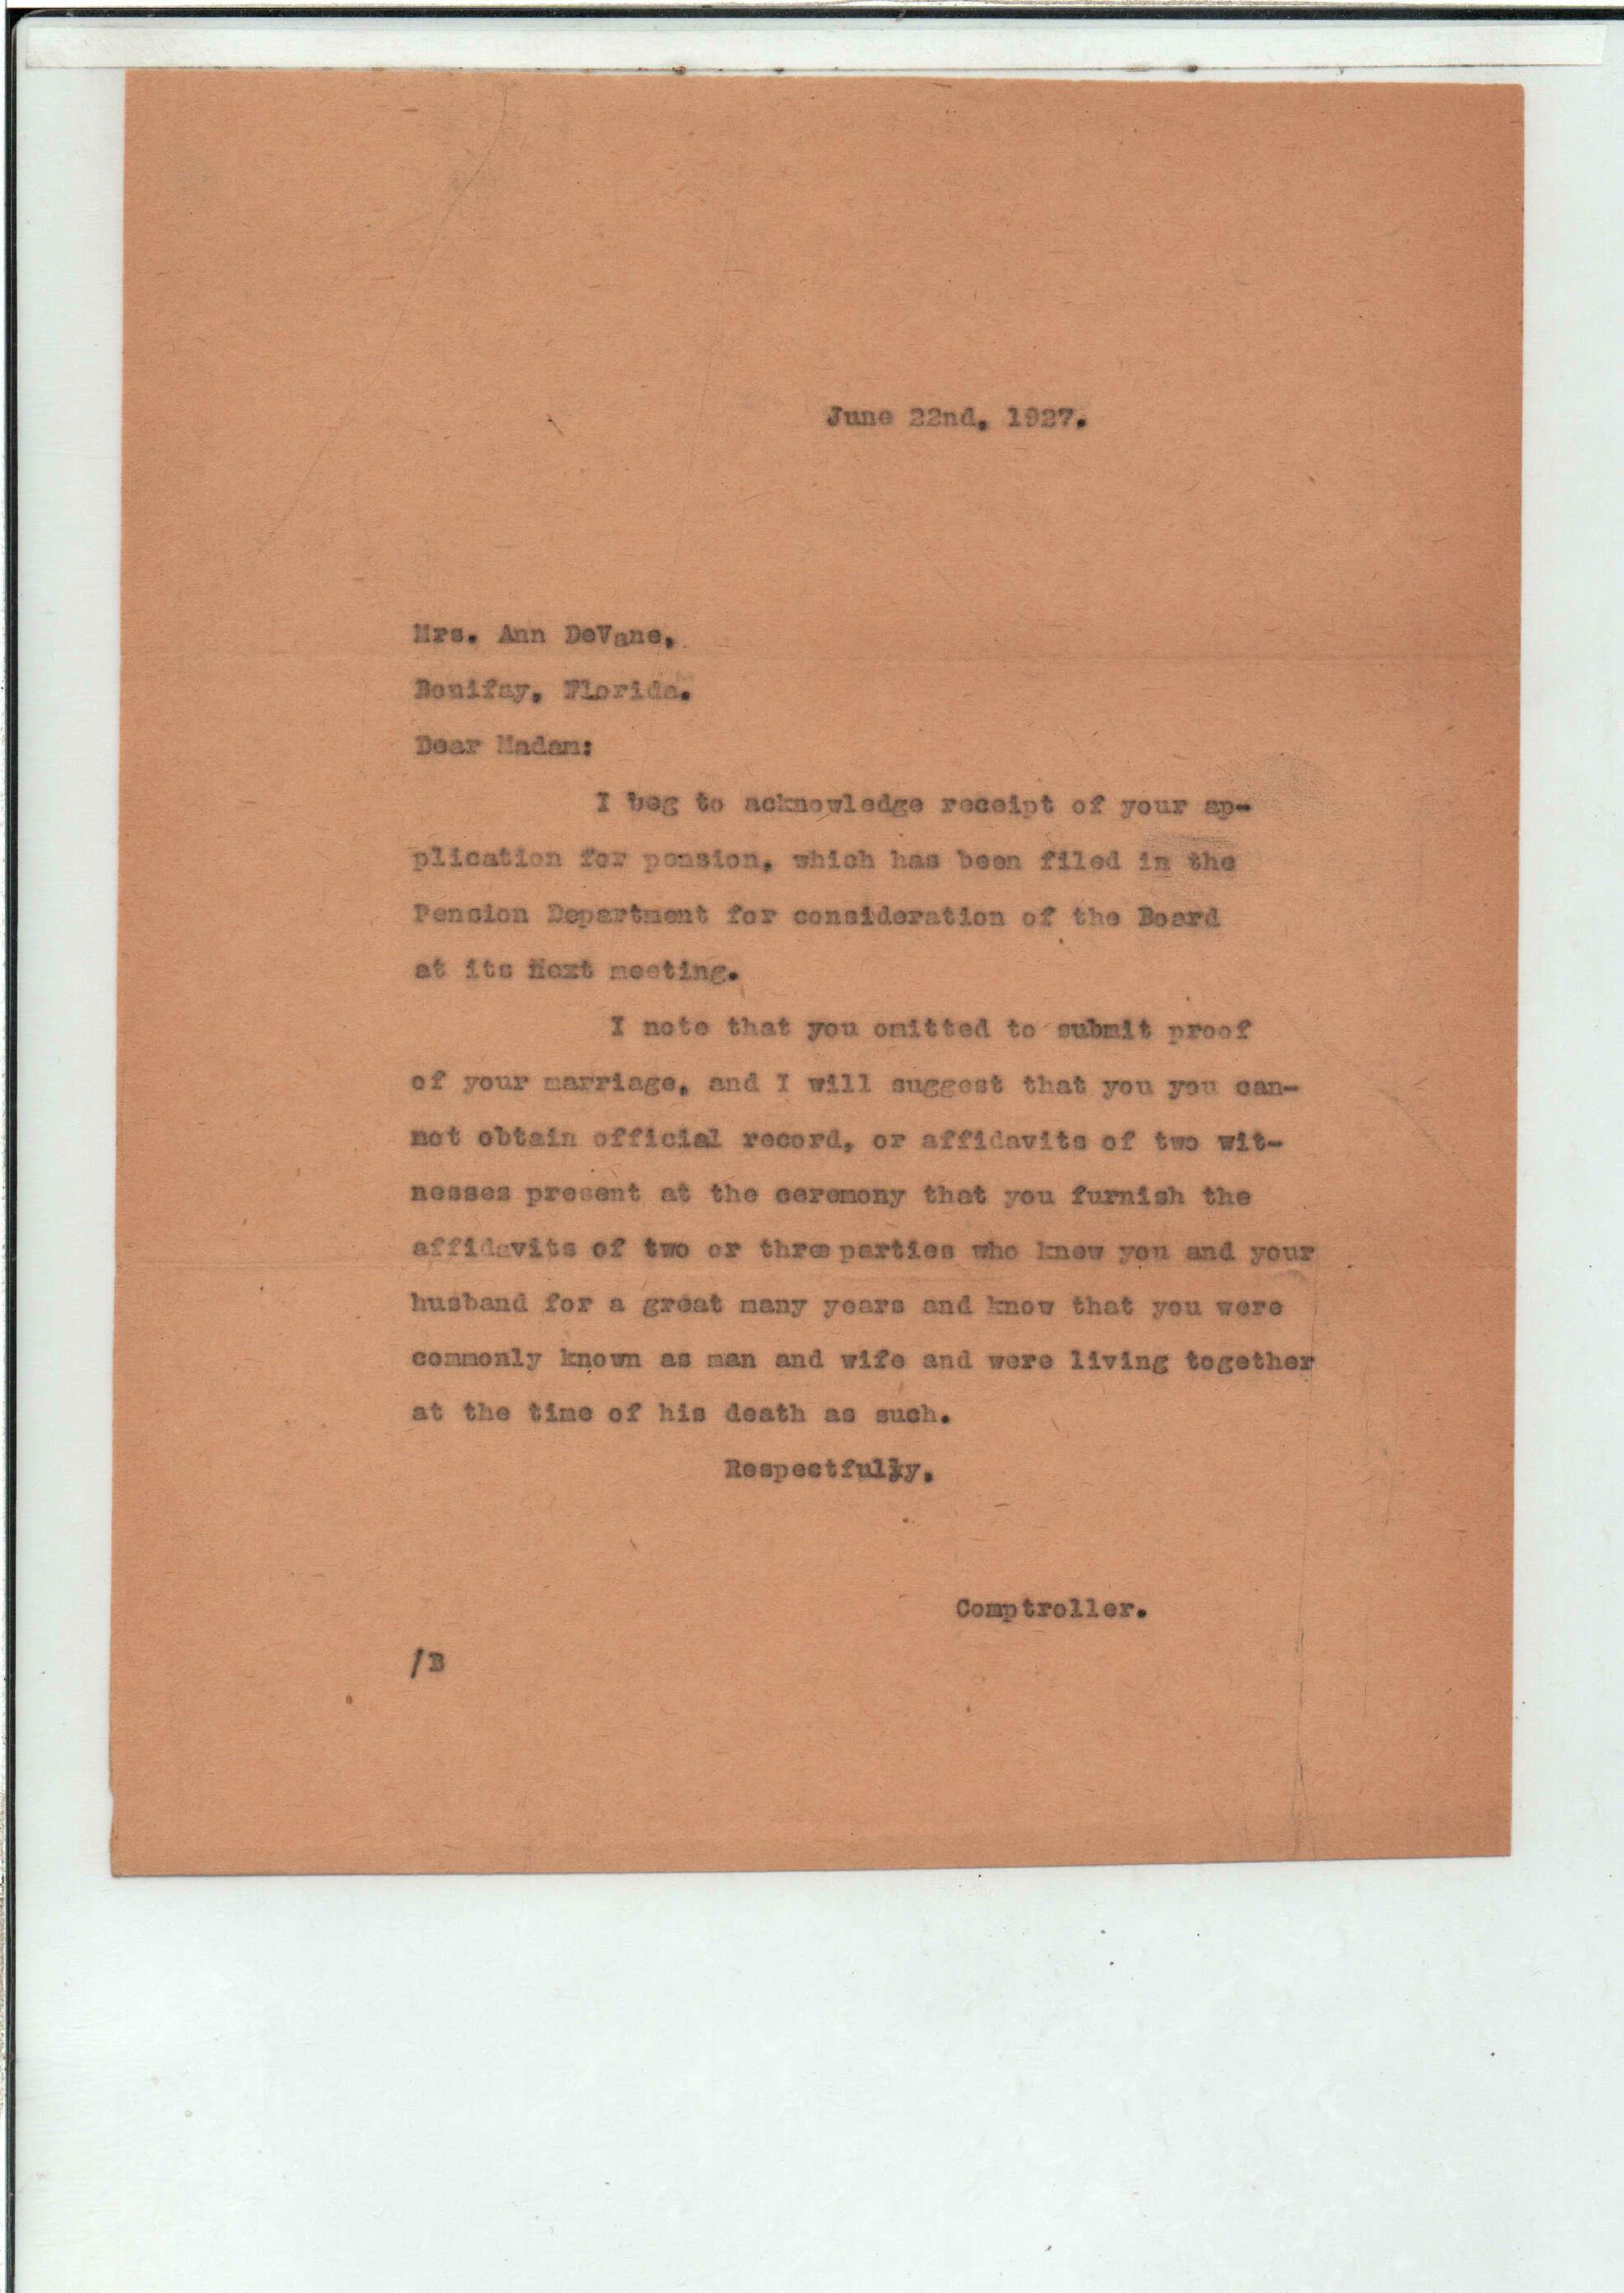 June 22nd, 1927.
Mrs. Ann DeVane,
Bonifay, Florida.
Dear Madam:
I beg to acknowledge receipt of your ap-
plication for pension, which has been filed in the
Pension Department for consideration of the Board
at its Next meeting.
I note that you omitted to submit proof
of your marriage, and I will suggest that you you can-
not obtain official record, or affidavits of two wit-
nesses present at the ceremony that you furnish the
affidavits of two or three parties who knew you and your
husband for a great many years and know that you were
commonly known as man and wife and were living together
at the time of his death as such.
Respectfully,
Comptroller.
/B